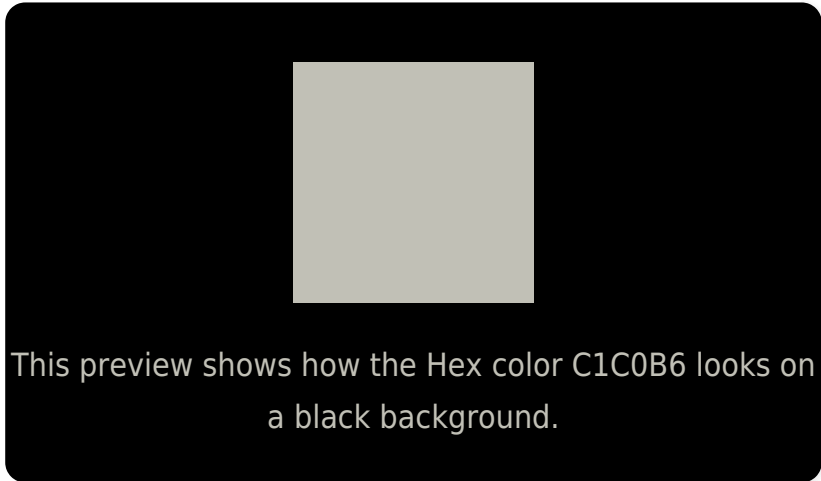 This preview shows how the Hex color C1C0B6 looks on
a black background.